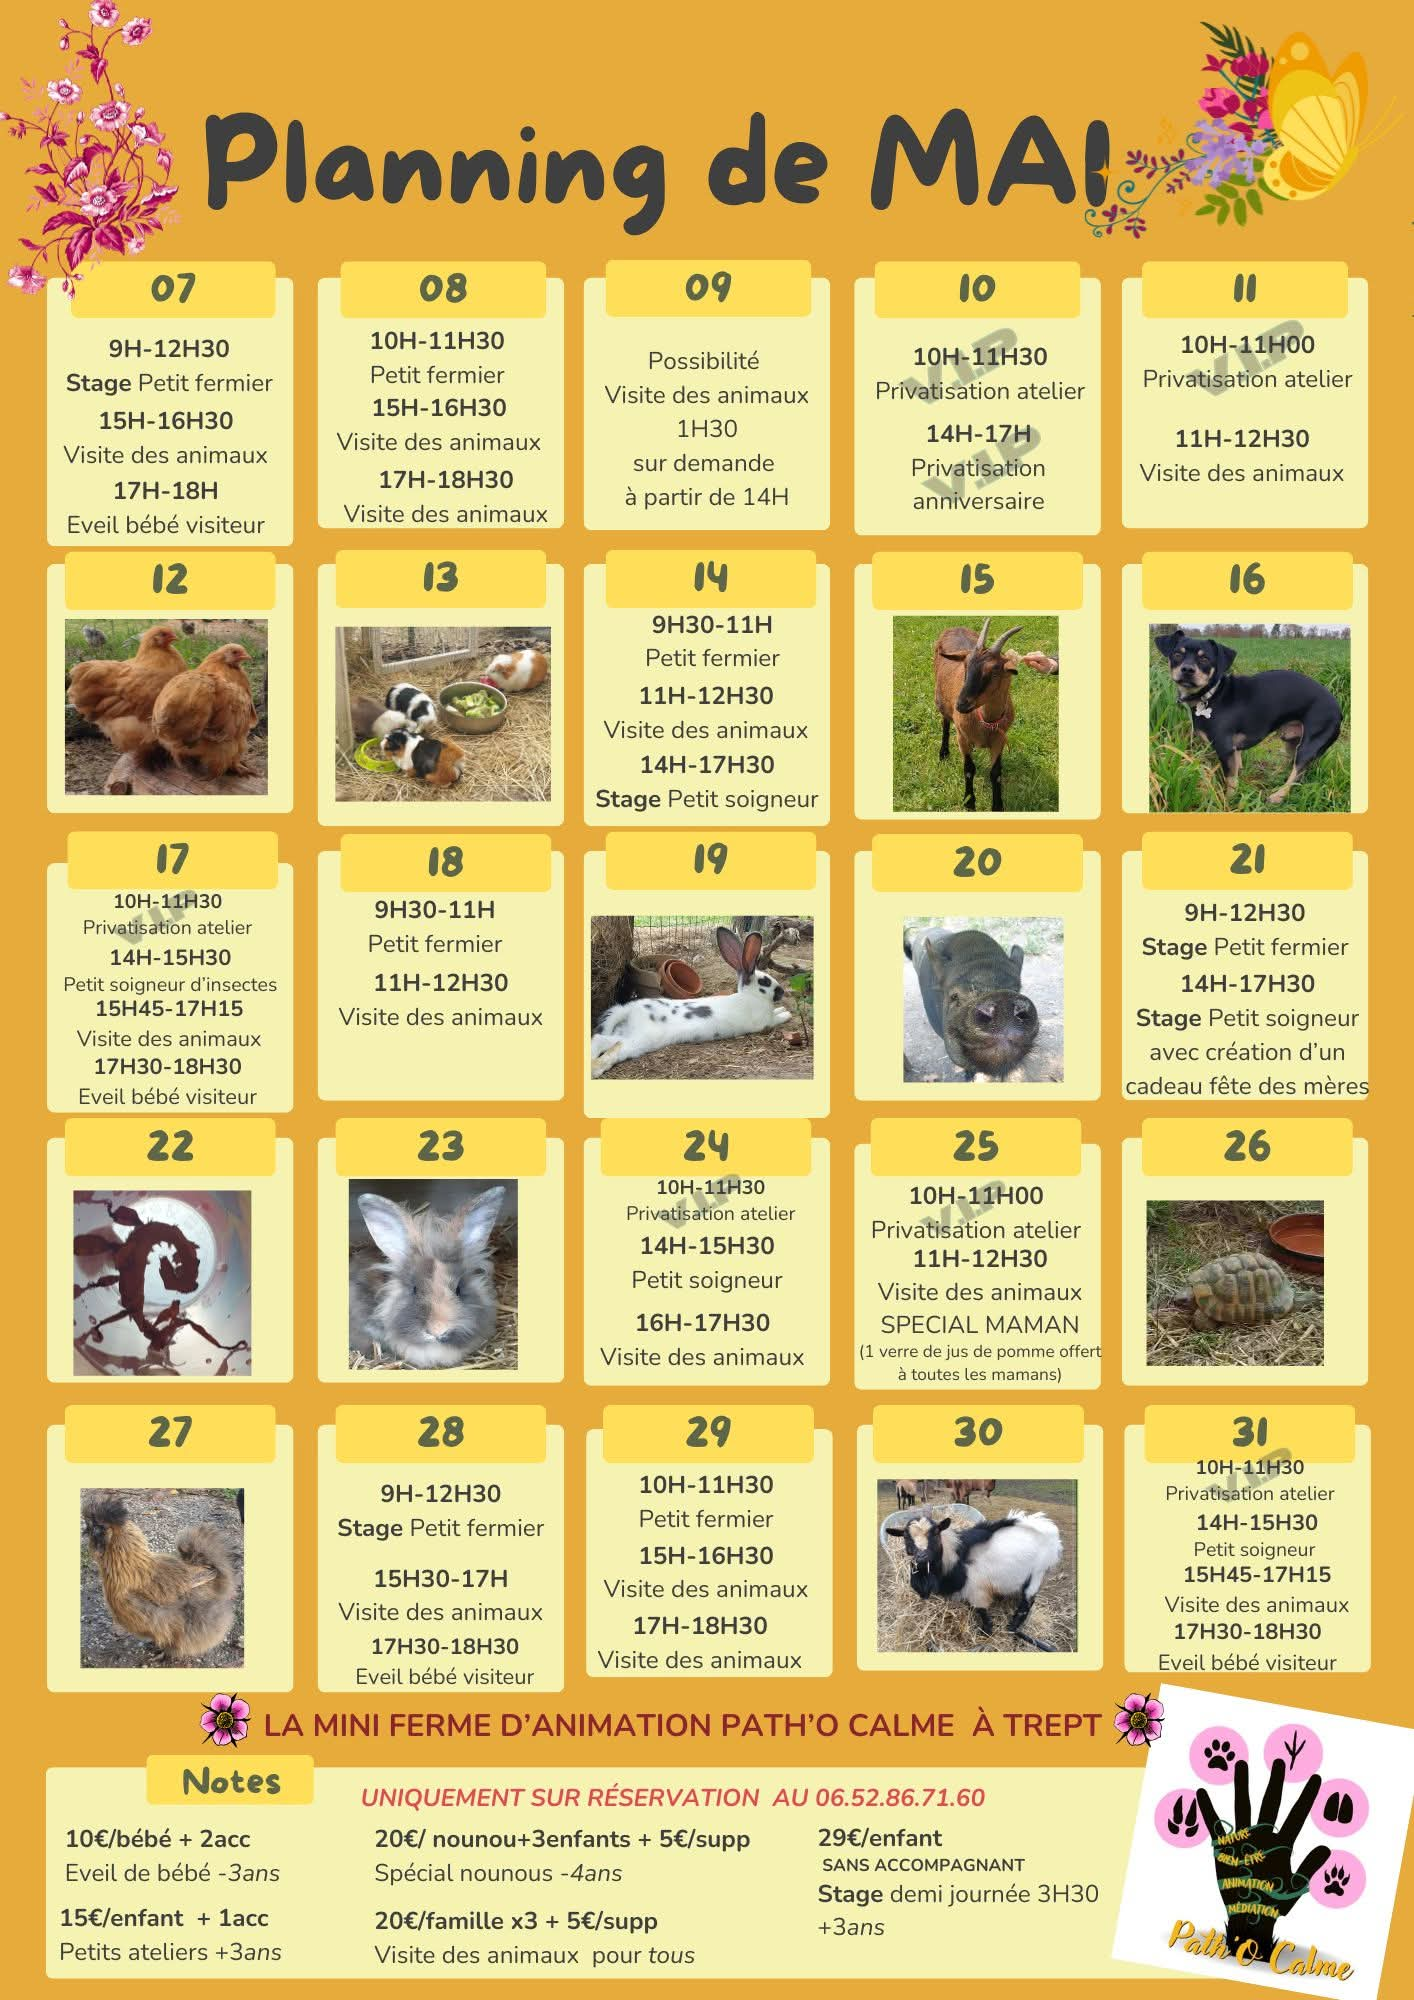 Planning de MAI
07
9H-12H30
Stage Petit fermier
15H-16H30
Visite des animaux
17H-18H
Eveil bébé visiteur
08
10H-11H30
Petit fermier
15H-16H30
Visite des animaux
17H-18H30
Visite des animaux
09
Possibilité
Visite des animaux
1H30
sur demande
à partir de 14H
10
V.I.P
10H-11H30
Privatisation atelier
V.I.P
14H-17H
Privatisation
anniversaire
11
V.I.P
10H-11H00
Privatisation atelier
11H-12H30
Visite des animaux
12
13
14
9H30-11H
Petit fermier
11H-12H30
Visite des animaux
14H-17H30
Stage Petit soigneur
15
16
17
V.I.P
10H-11H30
Privatisation atelier
14H-15H30
Petit soigneur d'insectes
15H45-17H15
Visite des animaux
17H30-18H30
Eveil bébé visiteur
18
9H30-11H
Petit fermier
11H-12H30
Visite des animaux
19
20
21
9H-12H30
Stage Petit fermier
14H-17H30
Stage Petit soigneur
avec création d'un
cadeau fête des mères
22
23
24
V.I.P
10H-11H30
Privatisation atelier
14H-15H30
Petit soigneur
16H-17H30
Visite des animaux
25
V.I.P
10H-11H00
Privatisation atelier
11H-12H30
Visite des animaux
SPECIAL MAMAN
(1 verre de jus de pomme offert
à toutes les mamans)
26
27
28
9H-12H30
Stage Petit fermier
15H30-17H
Visite des animaux
17H30-18H30
Eveil bébé visiteur
29
10H-11H30
Petit fermier
15H-16H30
Visite des animaux
17H-18H30
Visite des animaux
30
31
V.I.P
10H-11H30
Privatisation atelier
14H-15H30
Petit soigneur
15H45-17H15
Visite des animaux
17H30-18H30
Eveil bébé visiteur
LA MINI FERME D'ANIMATION PATH'O CALME À TREPT
Notes
UNIQUEMENT SUR RÉSERVATION AU 06.52.86.71.60
10€/bébé + 2acc
Eveil de bébé -3ans
15€/enfant + 1acc
Petits ateliers +3ans
20€/ nounou+3enfants + 5€/supp
Spécial nounous -4ans
20€/famille x3 + 5€/supp
Visite des animaux pour tous
29€/enfant
SANS ACCOMPAGNANT
Stage demi journée 3H30
+3ans
NATURE
BIEN-ÊTRE
ANIMATION
MÉDIATION
Path'O Calme